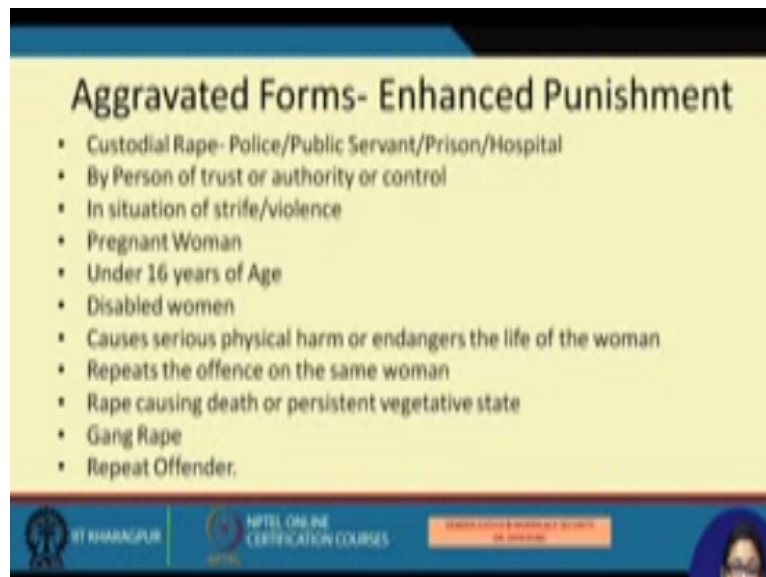 Aggravated Forms- Enhanced Punishment
• Custodial Rape- Police/Public Servant/Prison/Hospital
• By Person of trust or authority or control
• In situation of strife/violence
• Pregnant Woman
• Under 16 years of Age
• Disabled women
• Causes serious physical harm or endangers the life of the woman
• Repeats the offence on the same woman
• Rape causing death or persistent vegetative state
• Gang Rape
• Repeat Offender.
IIT KHARAGPUR
NPTEL
NPTEL ONLINE
CERTIFICATION COURSES